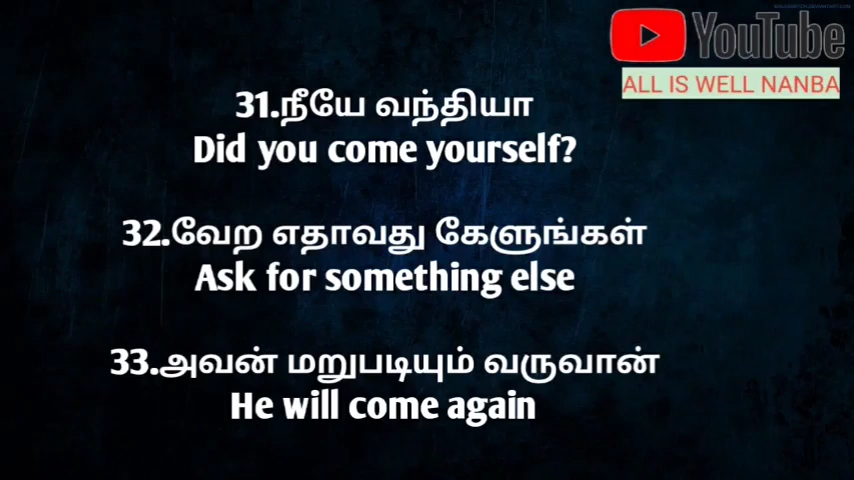 YouTube
ALL IS WELL NANBA
31.நீயே வந்தியா
Did you come yourself?
32.வேற எதாவது கேளுங்கள்
Ask for something else
33.அவன் மறுபடியும் வருவான்
He will come again